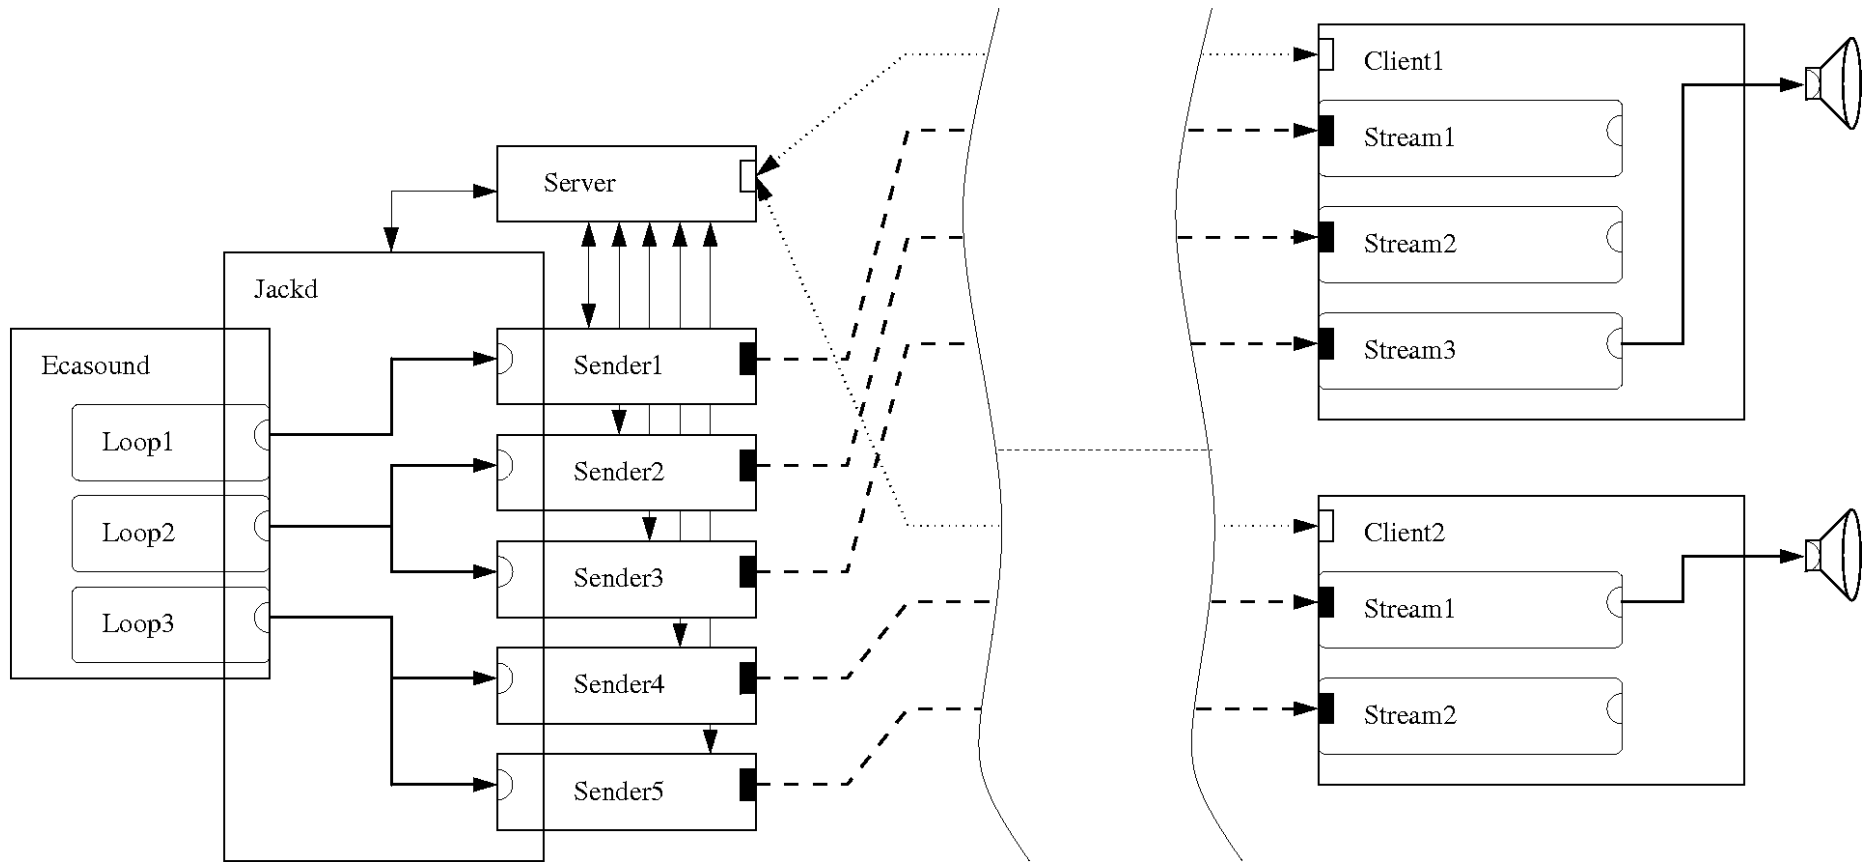 Client1
Stream1
Server
Stream2
Jackd
Stream3
Ecasound
Sender1
Loop1
Sender2
Loop2
Client2
Sender3
Stream1
Loop3
Sender4
Stream2
Sender5